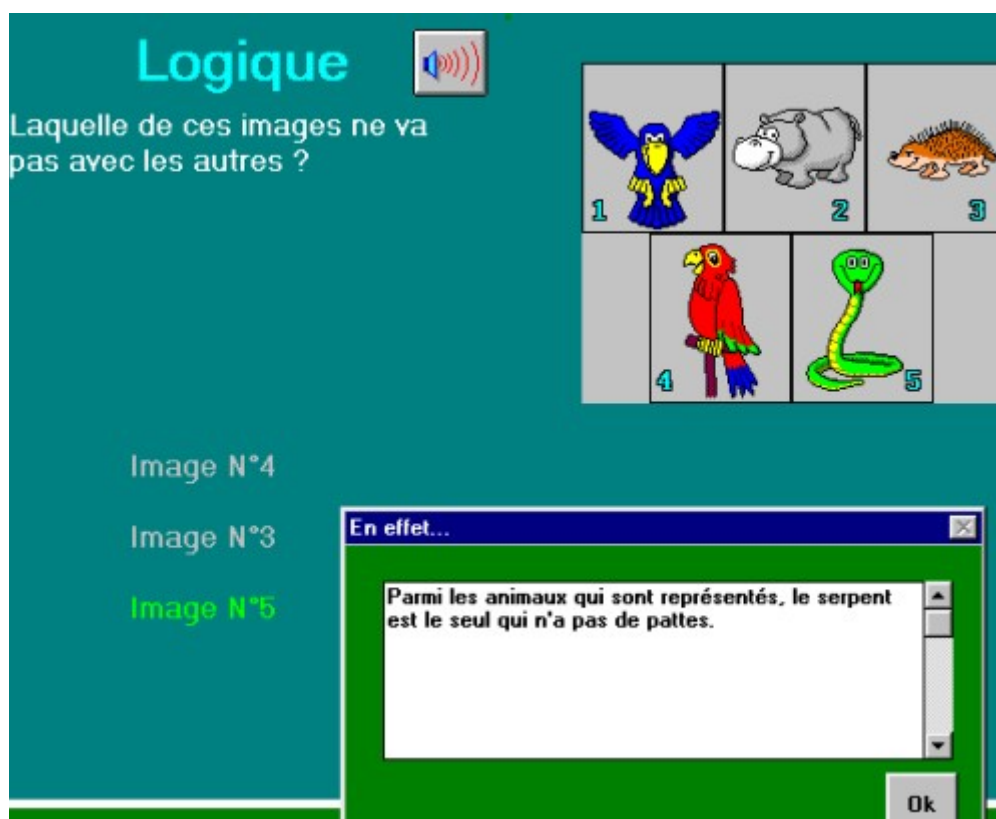 Logique
Laquelle de ces images ne va
pas avec les autres ?
1
2
3
4
5
Image N°4
Image N°3
Image N°5
En effet...
Parmi les animaux qui sont représentés, le serpent
est le seul qui n'a pas de pattes.
Ok